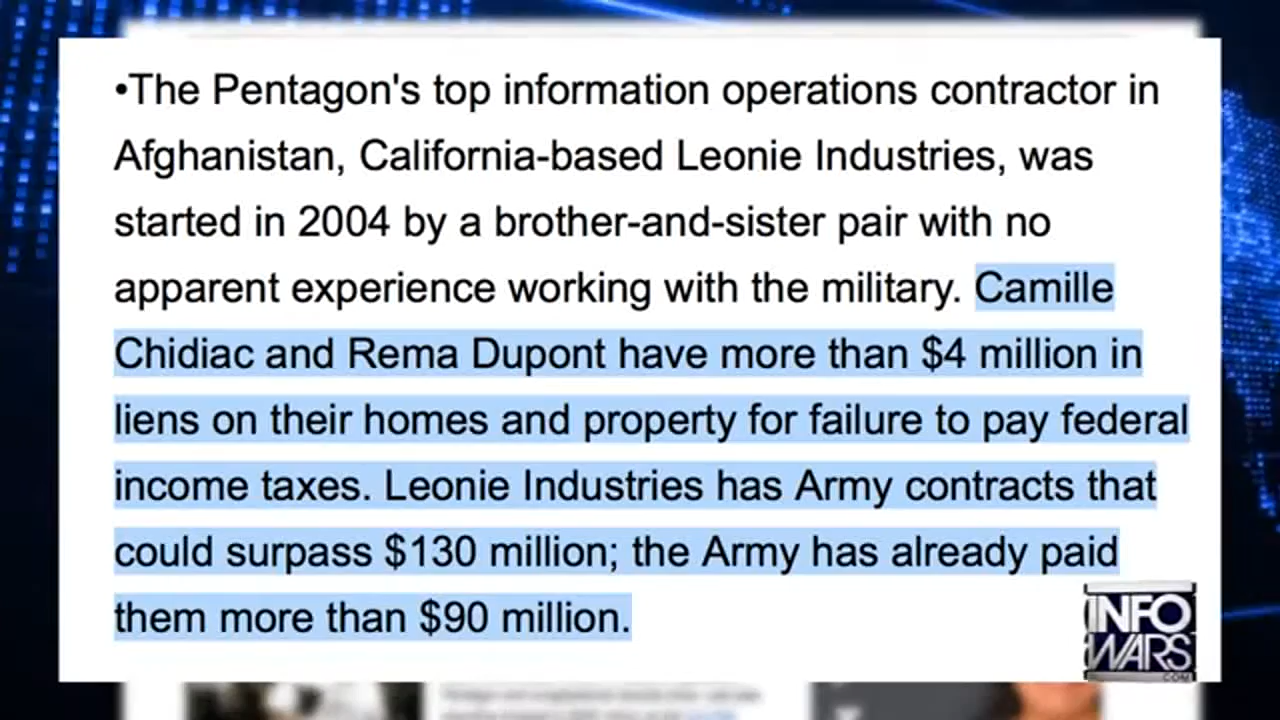 •The Pentagon's top information operations contractor in
Afghanistan, California-based Leonie Industries, was
started in 2004 by a brother-and-sister pair with no
apparent experience working with the military. Camille
Chidiac and Rema Dupont have more than $4 million in
liens on their homes and property for failure to pay federal
income taxes. Leonie Industries has Army contracts that
could surpass $130 million; the Army has already paid
them more than $90 million.
INFO
WARS
.COM